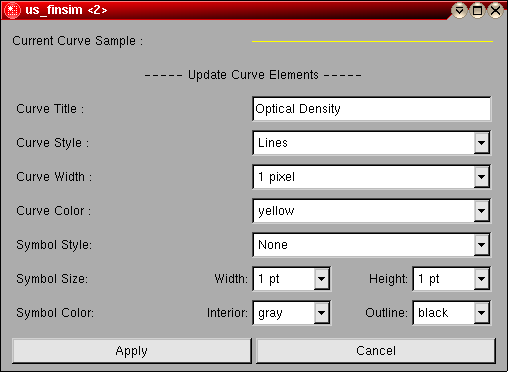 us_finsim <2>
Current Curve Sample :
----- Update Curve Elements -----
Curve Title : Optical Density
Curve Style : Lines
Curve Width : 1 pixel
Curve Color : yellow
Symbol Style: None
Symbol Size: Width: 1 pt Height: 1 pt
Symbol Color: Interior: gray Outline: black
Apply Cancel